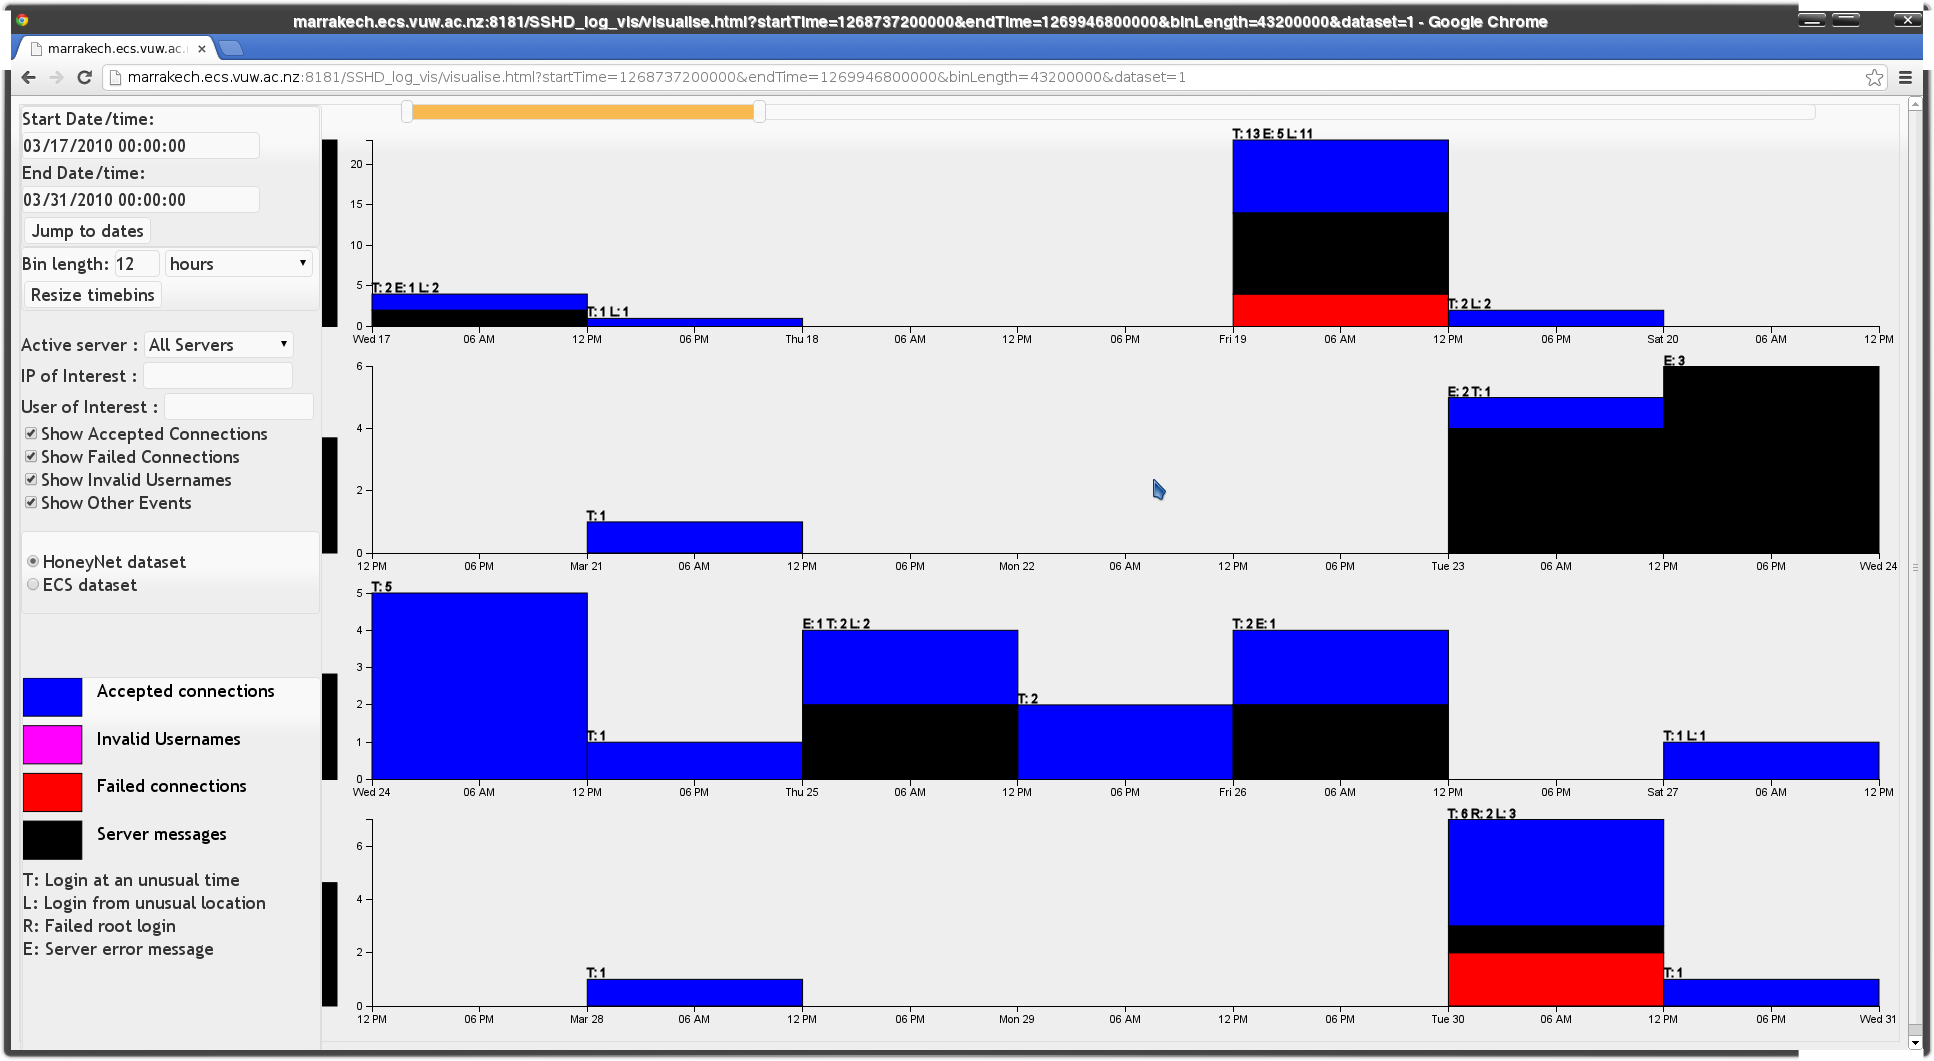 marrakech.ecs.vuw.ac.nz:8181/SSHD_log_vis/visualise.html?startTime=1268737200000&endTime=1269946800000&binLength=43200000&dataset=1 - Google Chrome
marrakech.ecs.vuw.ac.
marrakech.ecs.vuw.ac.nz:8181/SSHD_log_vis/visualise.html?startTime=1268737200000&endTime=1269946800000&binLength=43200000&dataset=1
Start Date/time:
03/17/2010 00:00:00
End Date/time:
03/31/2010 00:00:00
Jump to dates
Bin length: 12 hours
Resize timebins
Active server : All Servers
IP of Interest :
User of Interest :
Show Accepted Connections
Show Failed Connections
Show Invalid Usernames
Show Other Events
HoneyNet dataset
ECS dataset
Accepted connections
Invalid Usernames
Failed connections
Server messages
T: Login at an unusual time
L: Login from unusual location
R: Failed root login
E: Server error message
T: 13 E: 5 L: 11
20
15
10
5
0
T: 2 E: 1 L: 2
T: 1 L: 1
T: 2 L: 2
Wed 17 06 AM 12 PM 06 PM Thu 18 06 AM 12 PM 06 PM Fri 19 06 AM 12 PM 06 PM Sat 20 06 AM 12 PM
E: 3
6
4
2
0
E: 2 T: 1
T: 1
12 PM 06 PM Mar 21 06 AM 12 PM 06 PM Mon 22 06 AM 12 PM 06 PM Tue 23 06 AM 12 PM 06 PM Wed 24
T: 5
5
4
3
2
1
0
E: 1 T: 2 L: 2
T: 2 E: 1
T: 2
T: 1
T: 1 L: 1
Wed 24 06 AM 12 PM 06 PM Thu 25 06 AM 12 PM 06 PM Fri 26 06 AM 12 PM 06 PM Sat 27 06 AM 12 PM
T: 6 R: 2 L: 3
6
4
2
0
T: 1
T: 1
12 PM 06 PM Mar 28 06 AM 12 PM 06 PM Mon 29 06 AM 12 PM 06 PM Tue 30 06 AM 12 PM 06 PM Wed 31